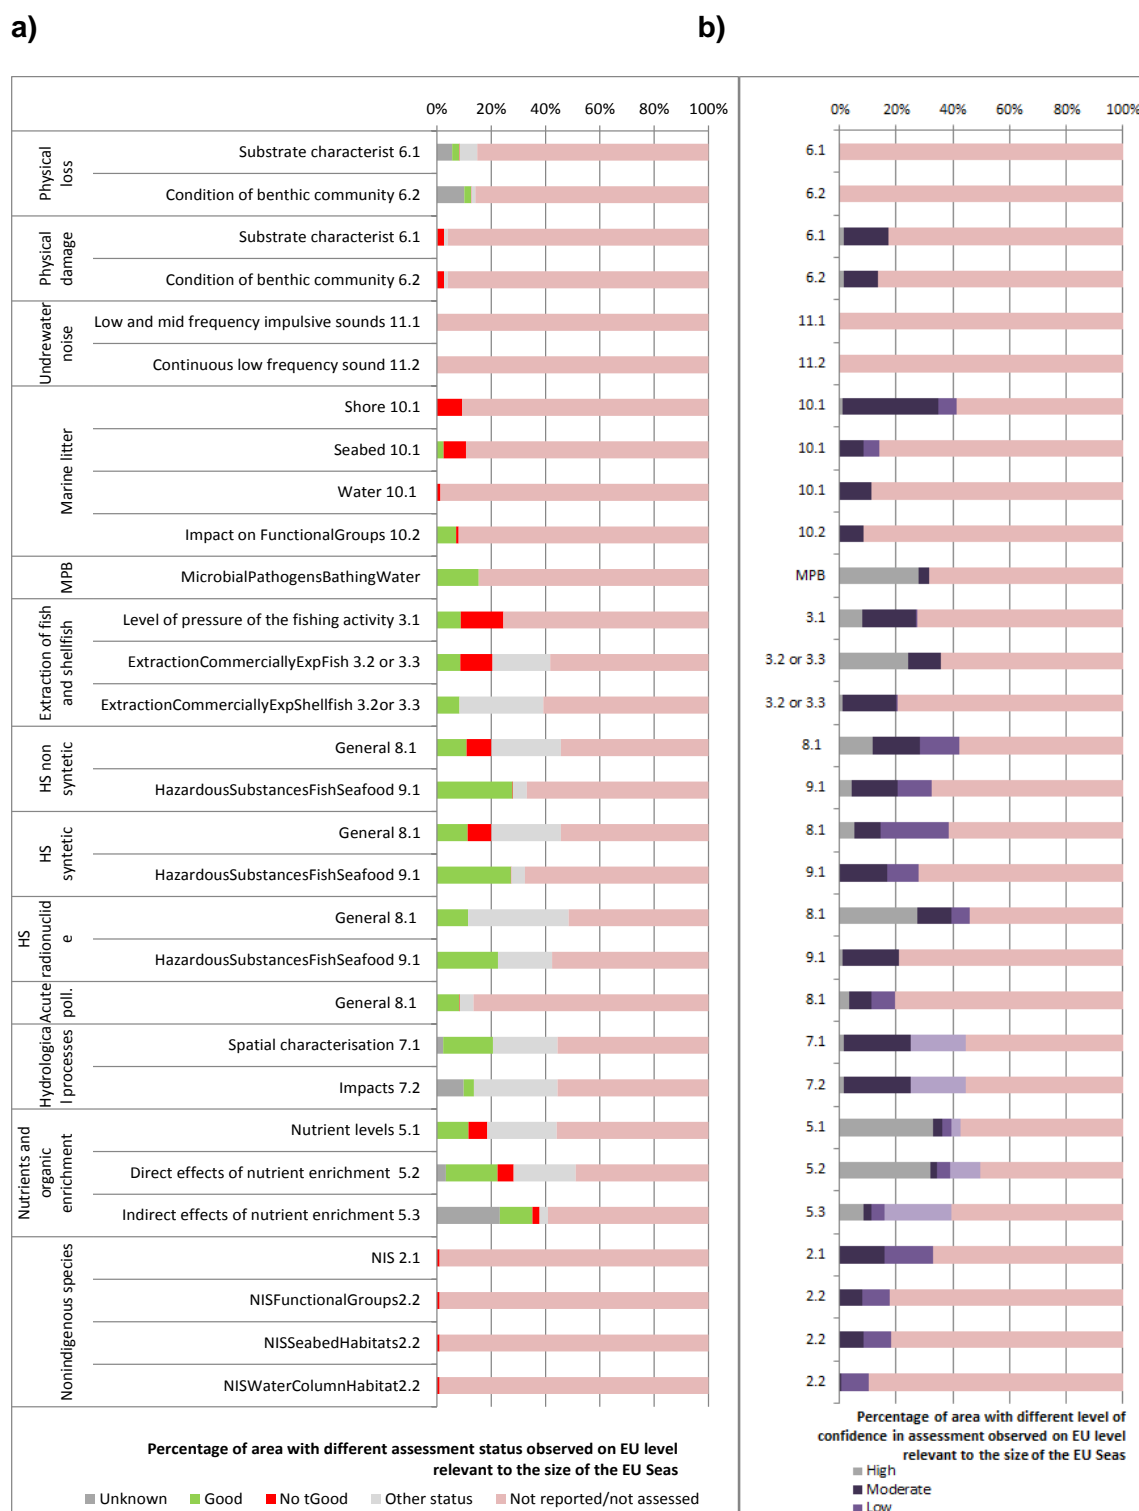 a)
b)
0% 20% 40% 60% 80% 100%
0% 20% 40% 60% 80% 100%
Physical
loss
Substrate characterist 6.1
Condition of benthic community 6.2
Physical
damage
Substrate characterist 6.1
Condition of benthic community 6.2
Undrewater
noise
Low and mid frequency impulsive sounds 11.1
Continuous low frequency sound 11.2
Marine litter
Shore 10.1
Seabed 10.1
Water 10.1
Impact on FunctionalGroups 10.2
MPB
MicrobialPathogensBathingWater
Extraction of fish
and shellfish
Level of pressure of the fishing activity 3.1
ExtractionCommerciallyExpFish 3.2 or 3.3
ExtractionCommerciallyExpShellfish 3.2or 3.3
HS non
syntetic
General 8.1
HazardousSubstancesFishSeafood 9.1
HS
syntetic
General 8.1
HazardousSubstancesFishSeafood 9.1
HS
radionuclid
e
General 8.1
HazardousSubstancesFishSeafood 9.1
Acute
poll.
General 8.1
Hydrologica
l processes
Spatial characterisation 7.1
Impacts 7.2
Nutrients and
organic
enrichment
Nutrient levels 5.1
Direct effects of nutrient enrichment 5.2
Indirect effects of nutrient enrichment 5.3
Nonindigenous species
NIS 2.1
NISFunctionalGroups2.2
NISSeabedHabitats2.2
NISWaterColumnHabitat2.2
Percentage of area with different assessment status observed on EU level
relevant to the size of the EU Seas
Unknown Good No tGood Other status Not reported/not assessed
6.1
6.2
6.1
6.2
11.1
11.2
10.1
10.1
10.1
10.2
MPB
3.1
3.2 or 3.3
3.2 or 3.3
8.1
9.1
8.1
9.1
8.1
9.1
8.1
7.1
7.2
5.1
5.2
5.3
2.1
2.2
2.2
2.2
Percentage of area with different level of
confidence in assessment observed on EU level
relevant to the size of the EU Seas
High
Moderate
Low